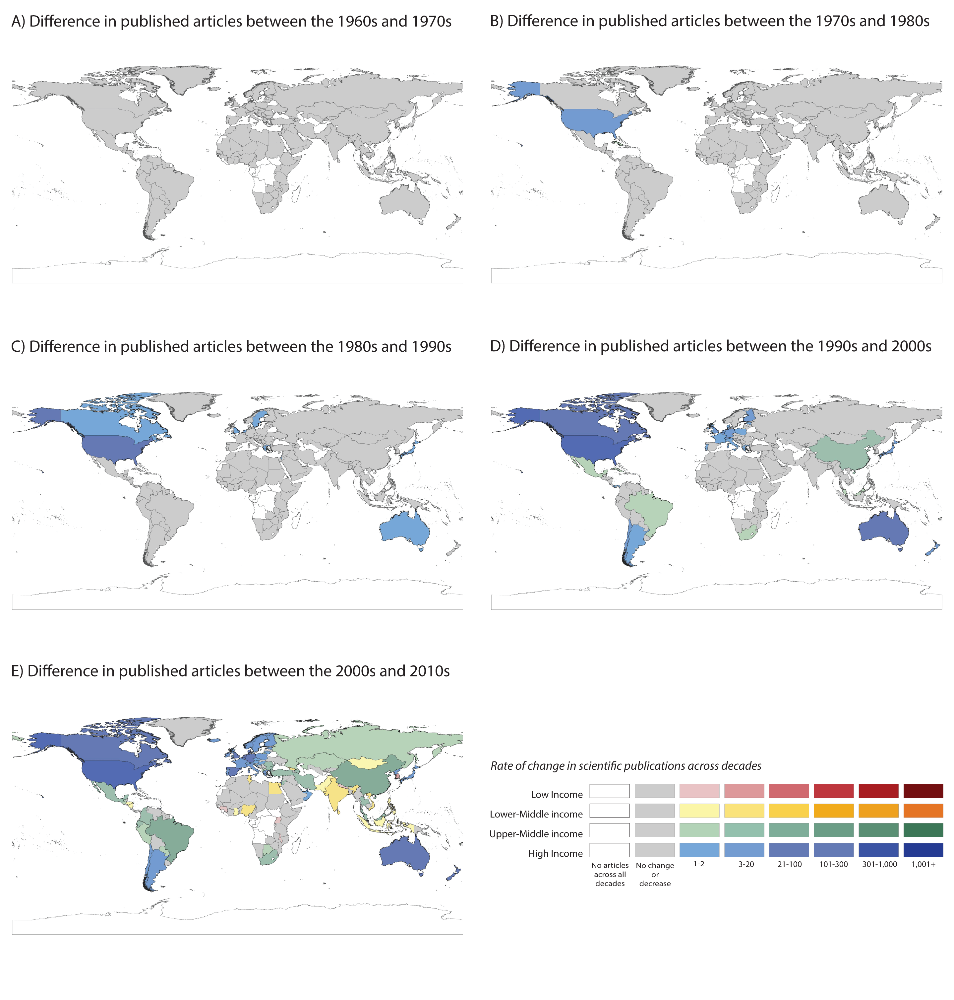 A) Difference in published articles between the 1960s and 1970s
B) Difference in published articles between the 1970s and 1980s
C) Difference in published articles between the 1980s and 1990s
D) Difference in published articles between the 1990s and 2000s
E) Difference in published articles between the 2000s and 2010s
Rate of change in scientific publications across decades
Low Income
Lower-Middle income
Upper-Middle income
High Income
No articles
across all
decades
No change
or
decrease
1-2
3-20
21-100
101-300
301-1,000
1,001+